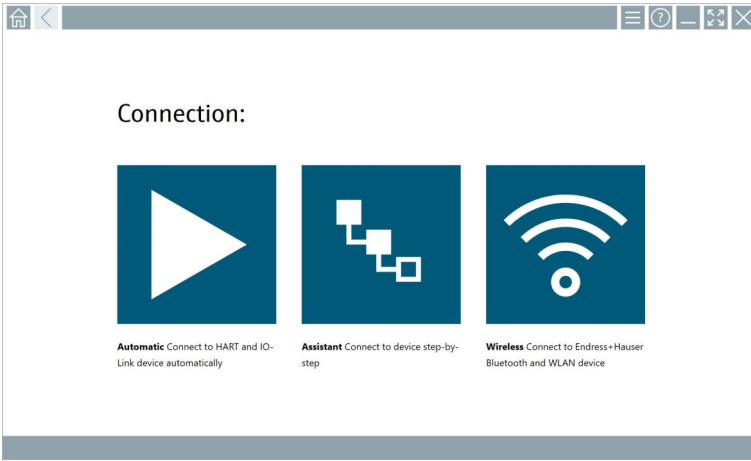 Connection:
Automatic Connect to HART and IO-
Link device automatically
Assistant Connect to device step-by-
step
Wireless Connect to Endress+Hauser
Bluetooth and WLAN device